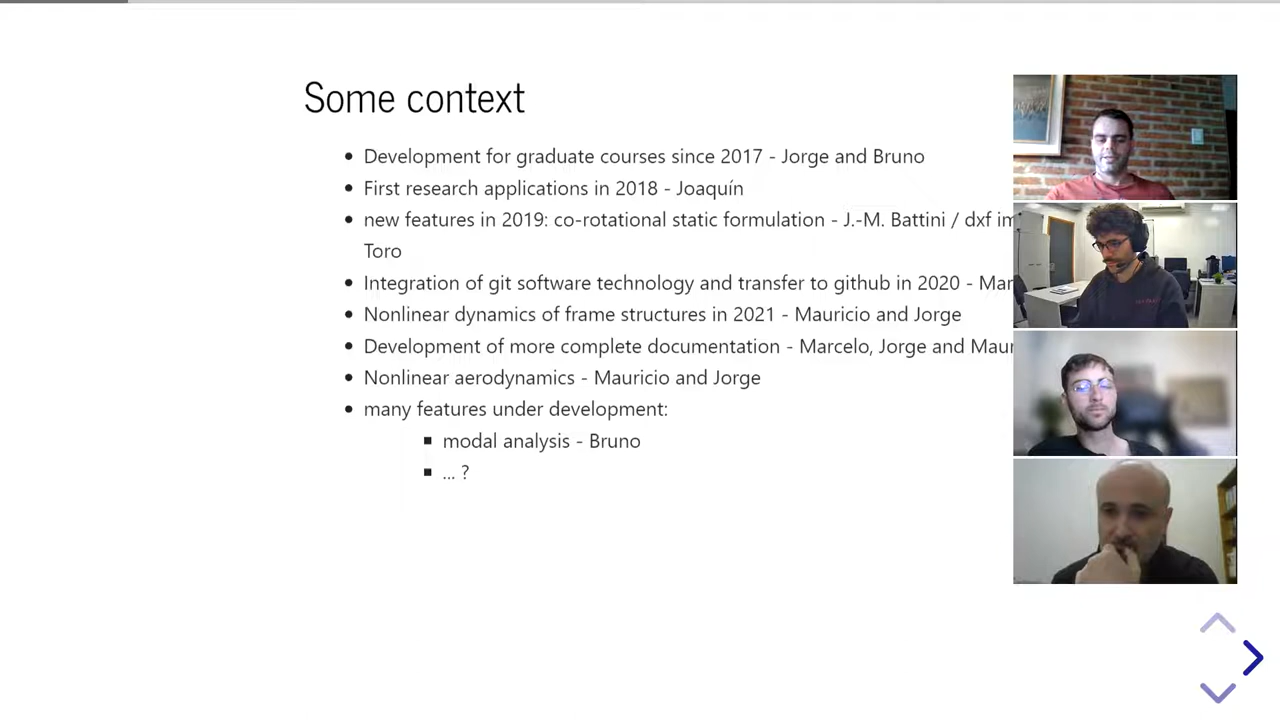 Some context
Development for graduate courses since 2017 - Jorge and Bruno
First research applications in 2018 - Joaquín
new features in 2019: co-rotational static formulation - J.-M. Battini / dxf
Toro
Integration of git software technology and transfer to github in 2020 -
Nonlinear dynamics of frame structures in 2021 - Mauricio and Jorge
Development of more complete documentation - Marcelo, Jorge and
Nonlinear aerodynamics - Mauricio and Jorge
many features under development:
modal analysis - Bruno
... ?